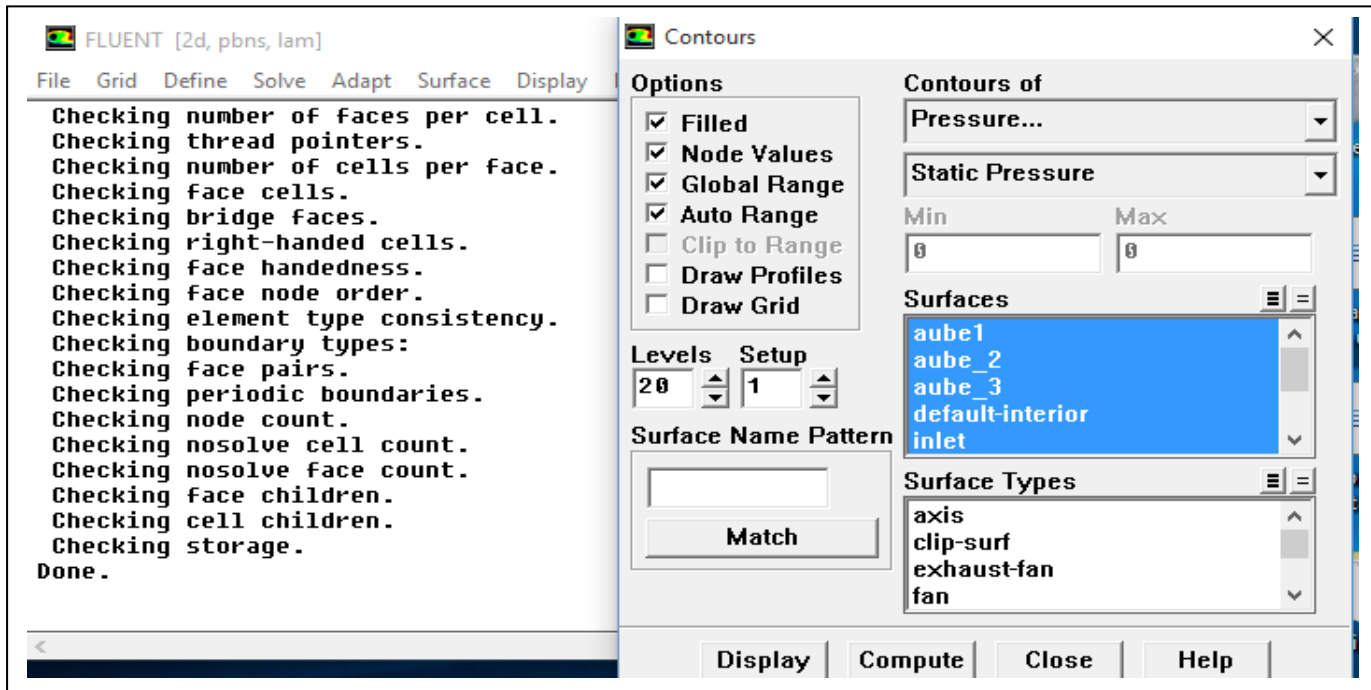 FLUENT [2d, pbns, lam]
File Grid Define Solve Adapt Surface Display
Checking number of faces per cell.
Checking thread pointers.
Checking number of cells per face.
Checking face cells.
Checking bridge faces.
Checking right-handed cells.
Checking face handedness.
Checking face node order.
Checking element type consistency.
Checking boundary types:
Checking face pairs.
Checking periodic boundaries.
Checking node count.
Checking nosolve cell count.
Checking nosolve face count.
Checking face children.
Checking cell children.
Checking storage.
Done.
Contours
Options
Filled
Node Values
Global Range
Auto Range
Clip to Range
Draw Profiles
Draw Grid
Levels Setup
20 1
Surface Name Pattern
Match
Contours of
Pressure...
Static Pressure
Min Max
0 0
Surfaces
aube1
aube_2
aube_3
default-interior
inlet
Surface Types
axis
clip-surf
exhaust-fan
fan
Display Compute Close Help